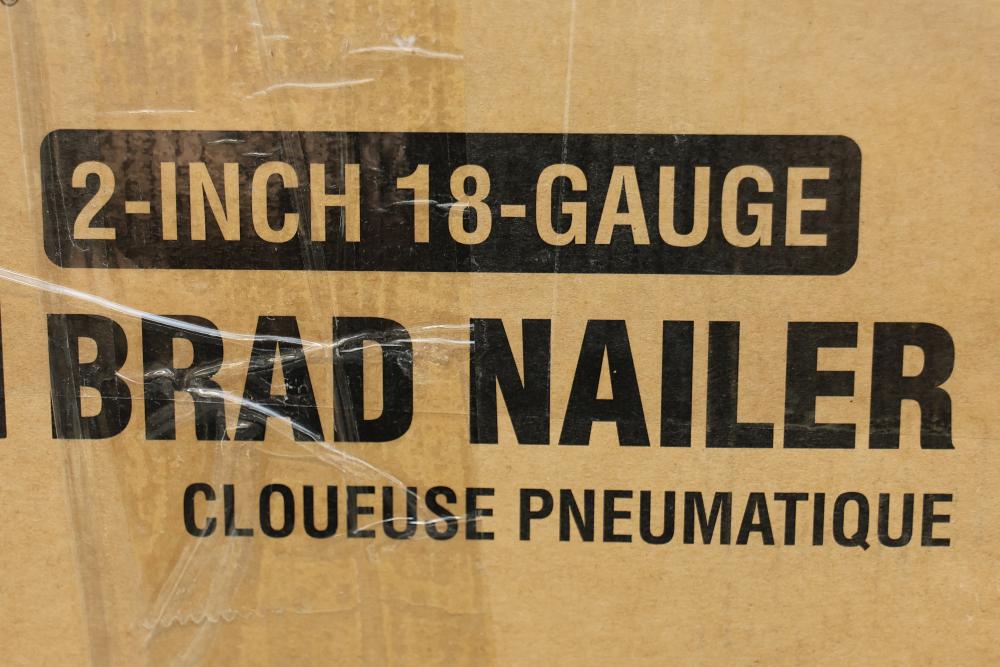 2-INCH 18-GAUGE
BRAD NAILER
CLOUEUSE PNEUMATIQUE